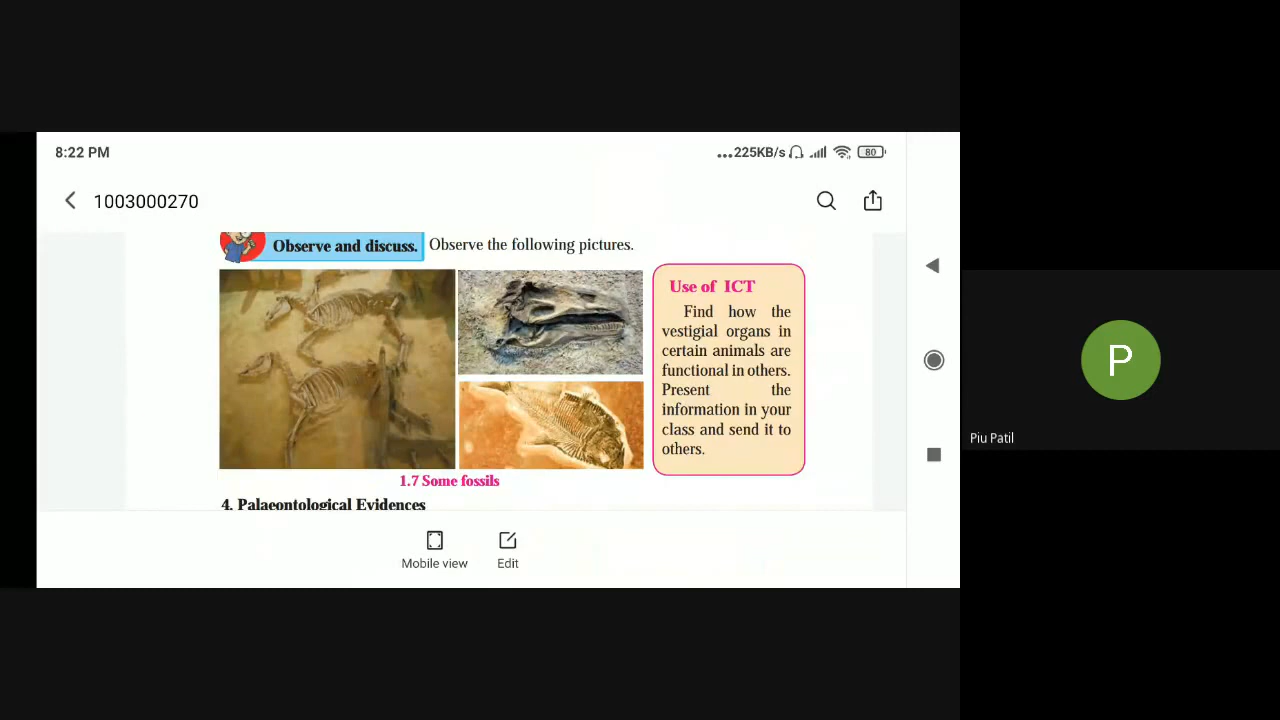 8:22 PM
...225KB/s
80
1003000270
Observe and discuss. Observe the following pictures.
Use of ICT
Find how the
vestigial organs in
certain animals are
functional in others.
Present the
information in your
class and send it to
others.
1.7 Some fossils
4. Palaeontological Evidences
Mobile view
Edit
P
Piu Patil